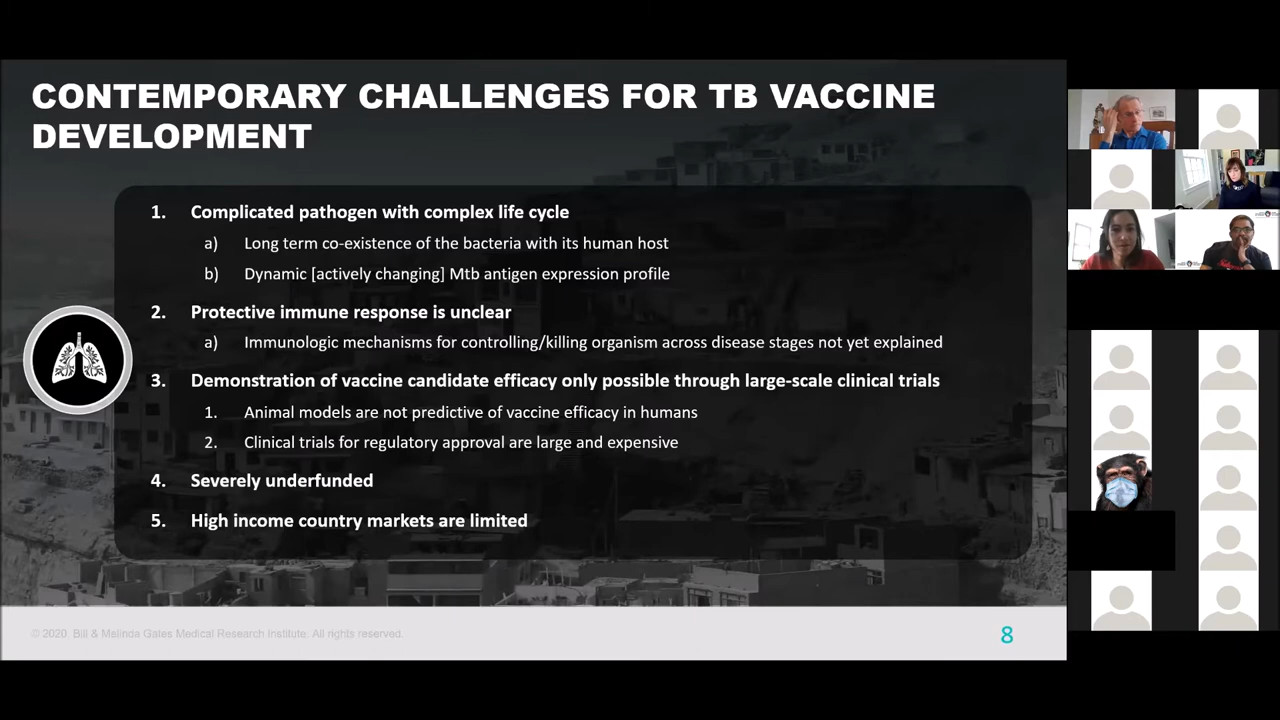 CONTEMPORARY CHALLENGES FOR TB VACCINE
DEVELOPMENT
1. Complicated pathogen with complex life cycle
a) Long term co-existence of the bacteria with its human host
b) Dynamic [actively changing] Mtb antigen expression profile
2. Protective immune response is unclear
a) Immunologic mechanisms for controlling/killing organism across disease stages not yet explained
3. Demonstration of vaccine candidate efficacy only possible through large-scale clinical trials
1. Animal models are not predictive of vaccine efficacy in humans
2. Clinical trials for regulatory approval are large and expensive
4. Severely underfunded
5. High income country markets are limited
© 2020 Bill & Melinda Gates Medical Research Institute. All rights reserved.
8